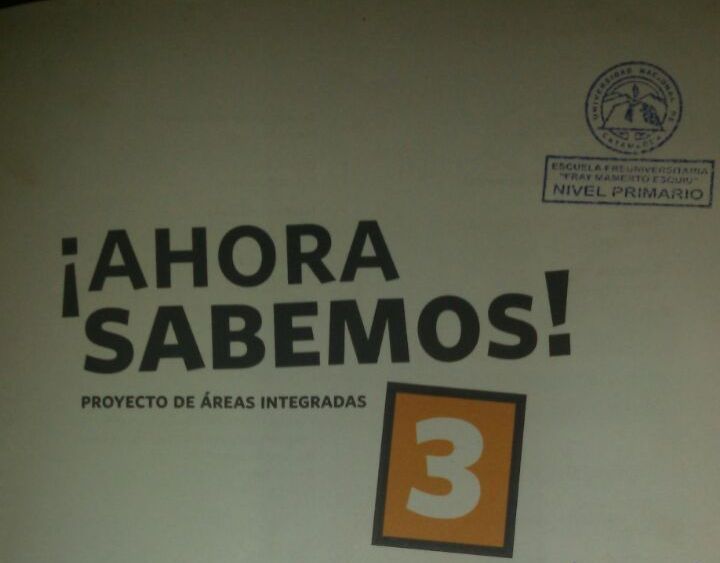 UNIVERSIDAD NACIONAL DE
CATAMARCA
ESCUELA PREUNIVERSITARIA
"FRAY MAMERTO ESQUIU"
NIVEL PRIMARIO
¡AHORA
SABEMOS!
PROYECTO DE ÁREAS INTEGRADAS
3